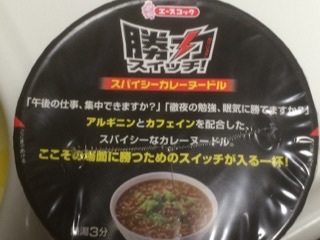 エースコック
勝力
スイッチ!
スパイシーカレーヌードル
「午後の仕事、集中できますか?」「徹夜の勉強、眠気に勝てますか?」
アルギニンとカフェインを配合した、
スパイシーなカレーヌードル。
ここぞの場面に勝つためのスイッチが入る一杯!
3分